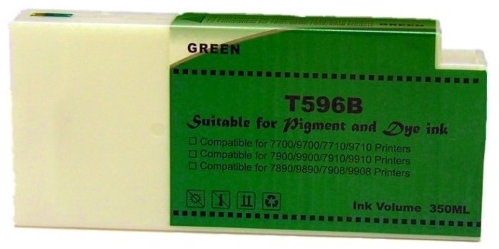 GREEN
T596B
Suitable for Pigment and Dye ink
Compatible for 7700/9700/7710/9710 Printers
Compatible for 7900/9900/7910/9910 Printers
Compatible for 7890/9890/7908/9908 Printers
Ink Volume 350ML